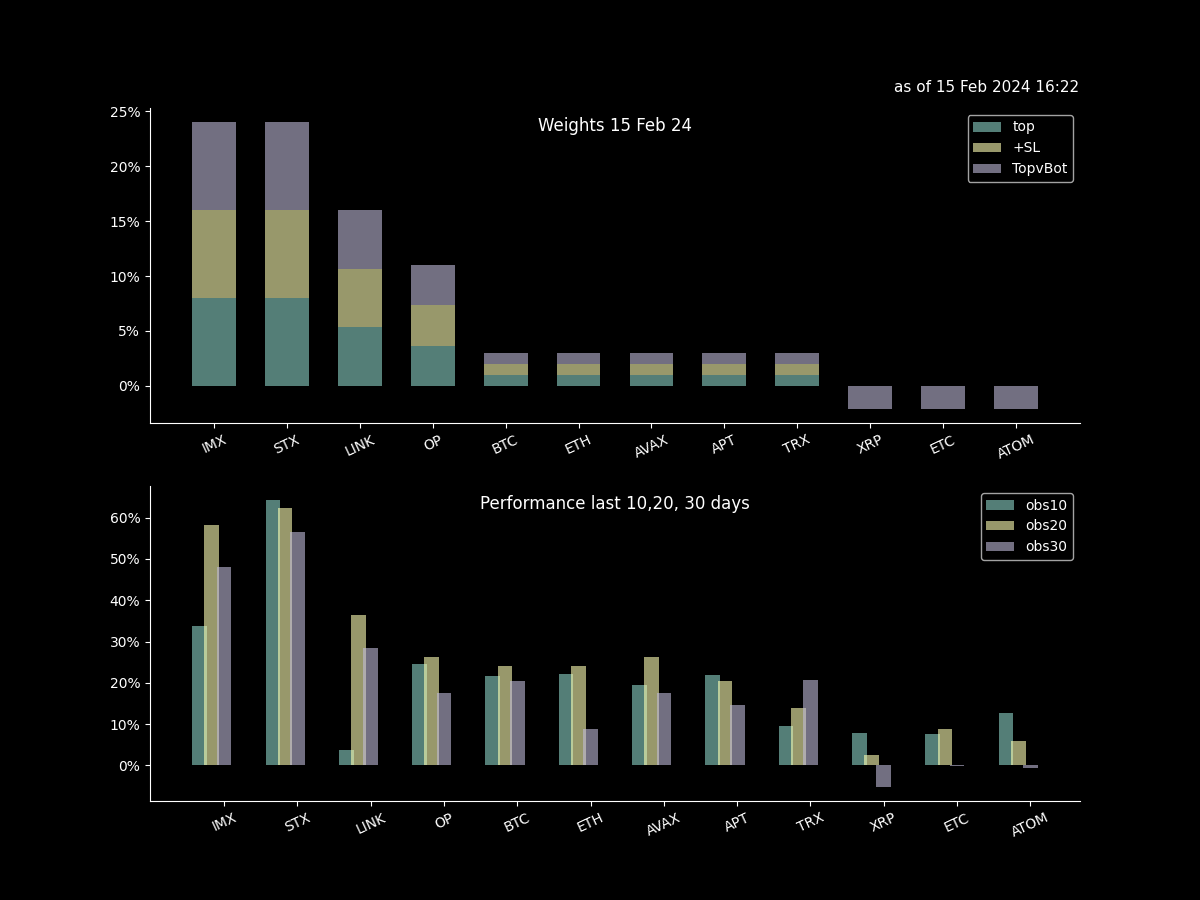 as of 15 Feb 2024 16:22
Weights 15 Feb 24
top
+SL
TopvBot
25%
20%
15%
10%
5%
0%
IMX STX LINK OP BTC ETH AVAX APT TRX XRP ETC ATOM
Performance last 10,20, 30 days
obs10
obs20
obs30
60%
50%
40%
30%
20%
10%
0%
IMX STX LINK OP BTC ETH AVAX APT TRX XRP ETC ATOM